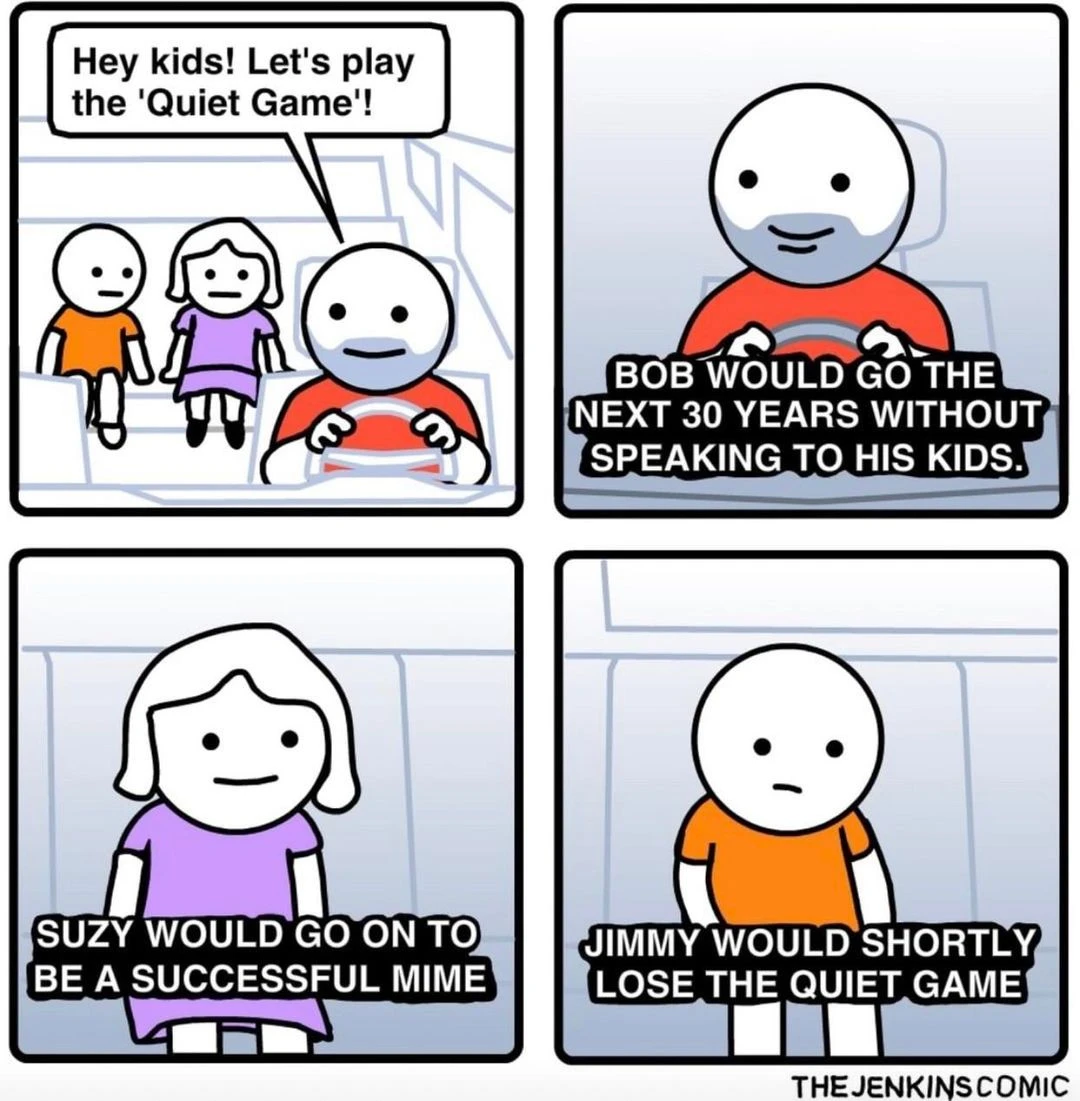 Hey kids! Let's play
the 'Quiet Game'!
BOB WOULD GO THE
NEXT 30 YEARS WITHOUT
SPEAKING TO HIS KIDS.
SUZY WOULD GO ON TO
BE A SUCCESSFUL MIME
JIMMY WOULD SHORTLY
LOSE THE QUIET GAME
THEJENKINSCOMIC